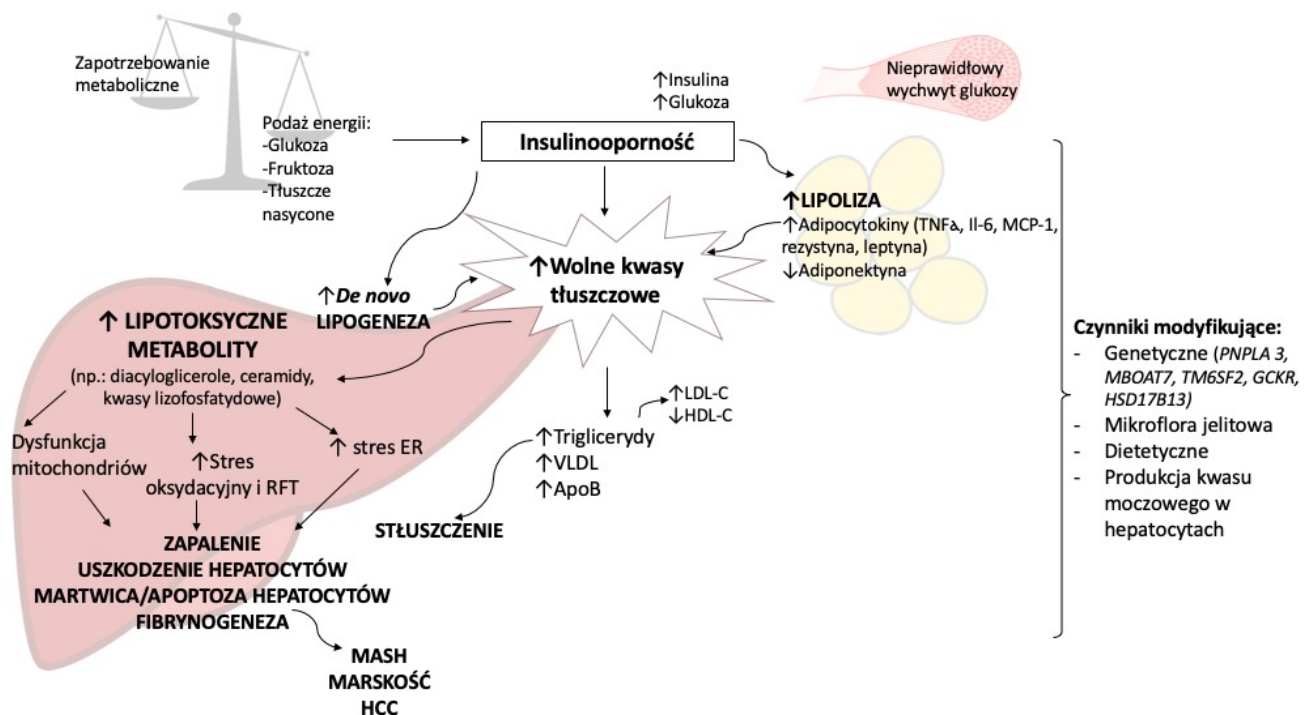 Zapotrzebowanie
metaboliczne
Podaż energii:
-Glukoza
-Fruktoza
-Tłuszcze
nasycone
↑Insulina
↑Glukoza
Insulinooporność
Nieprawidłowy
wychwyt glukozy
↑LIPOLIZA
↑Adipocytokiny (TNFa, Il-6, MCP-1,
rezystyna, leptyna)
↓Adiponektyna
↑Wolne kwasy
tłuszczowe
↑De novo
LIPOGENEZA
↑ LIPOTOKSYCZNE
METABOLITY
(np.: diacyloglicerole, ceramidy,
kwasy lizofosfatydowe)
Dysfunkcja
mitochondriów
↑Stres
oksydacyjny i RFT
↑ stres ER
ZAPALENIE
USZKODZENIE HEPATOCYTÓW
MARTWICA/APOPTOZA HEPATOCYTÓW
FIBRYNOGENEZA
MASH
MARSKOŚĆ
HCC
↑Triglicerydy
↑VLDL
↑ApoB
↑LDL-C
↓HDL-C
STŁUSZCZENIE
Czynniki modyfikujące:
- Genetyczne (PNPLA 3,
MBOAT7, TM6SF2, GCKR,
HSD17B13)
- Mikroflora jelitowa
- Dietetyczne
- Produkcja kwasu
moczowego w
hepatocytach